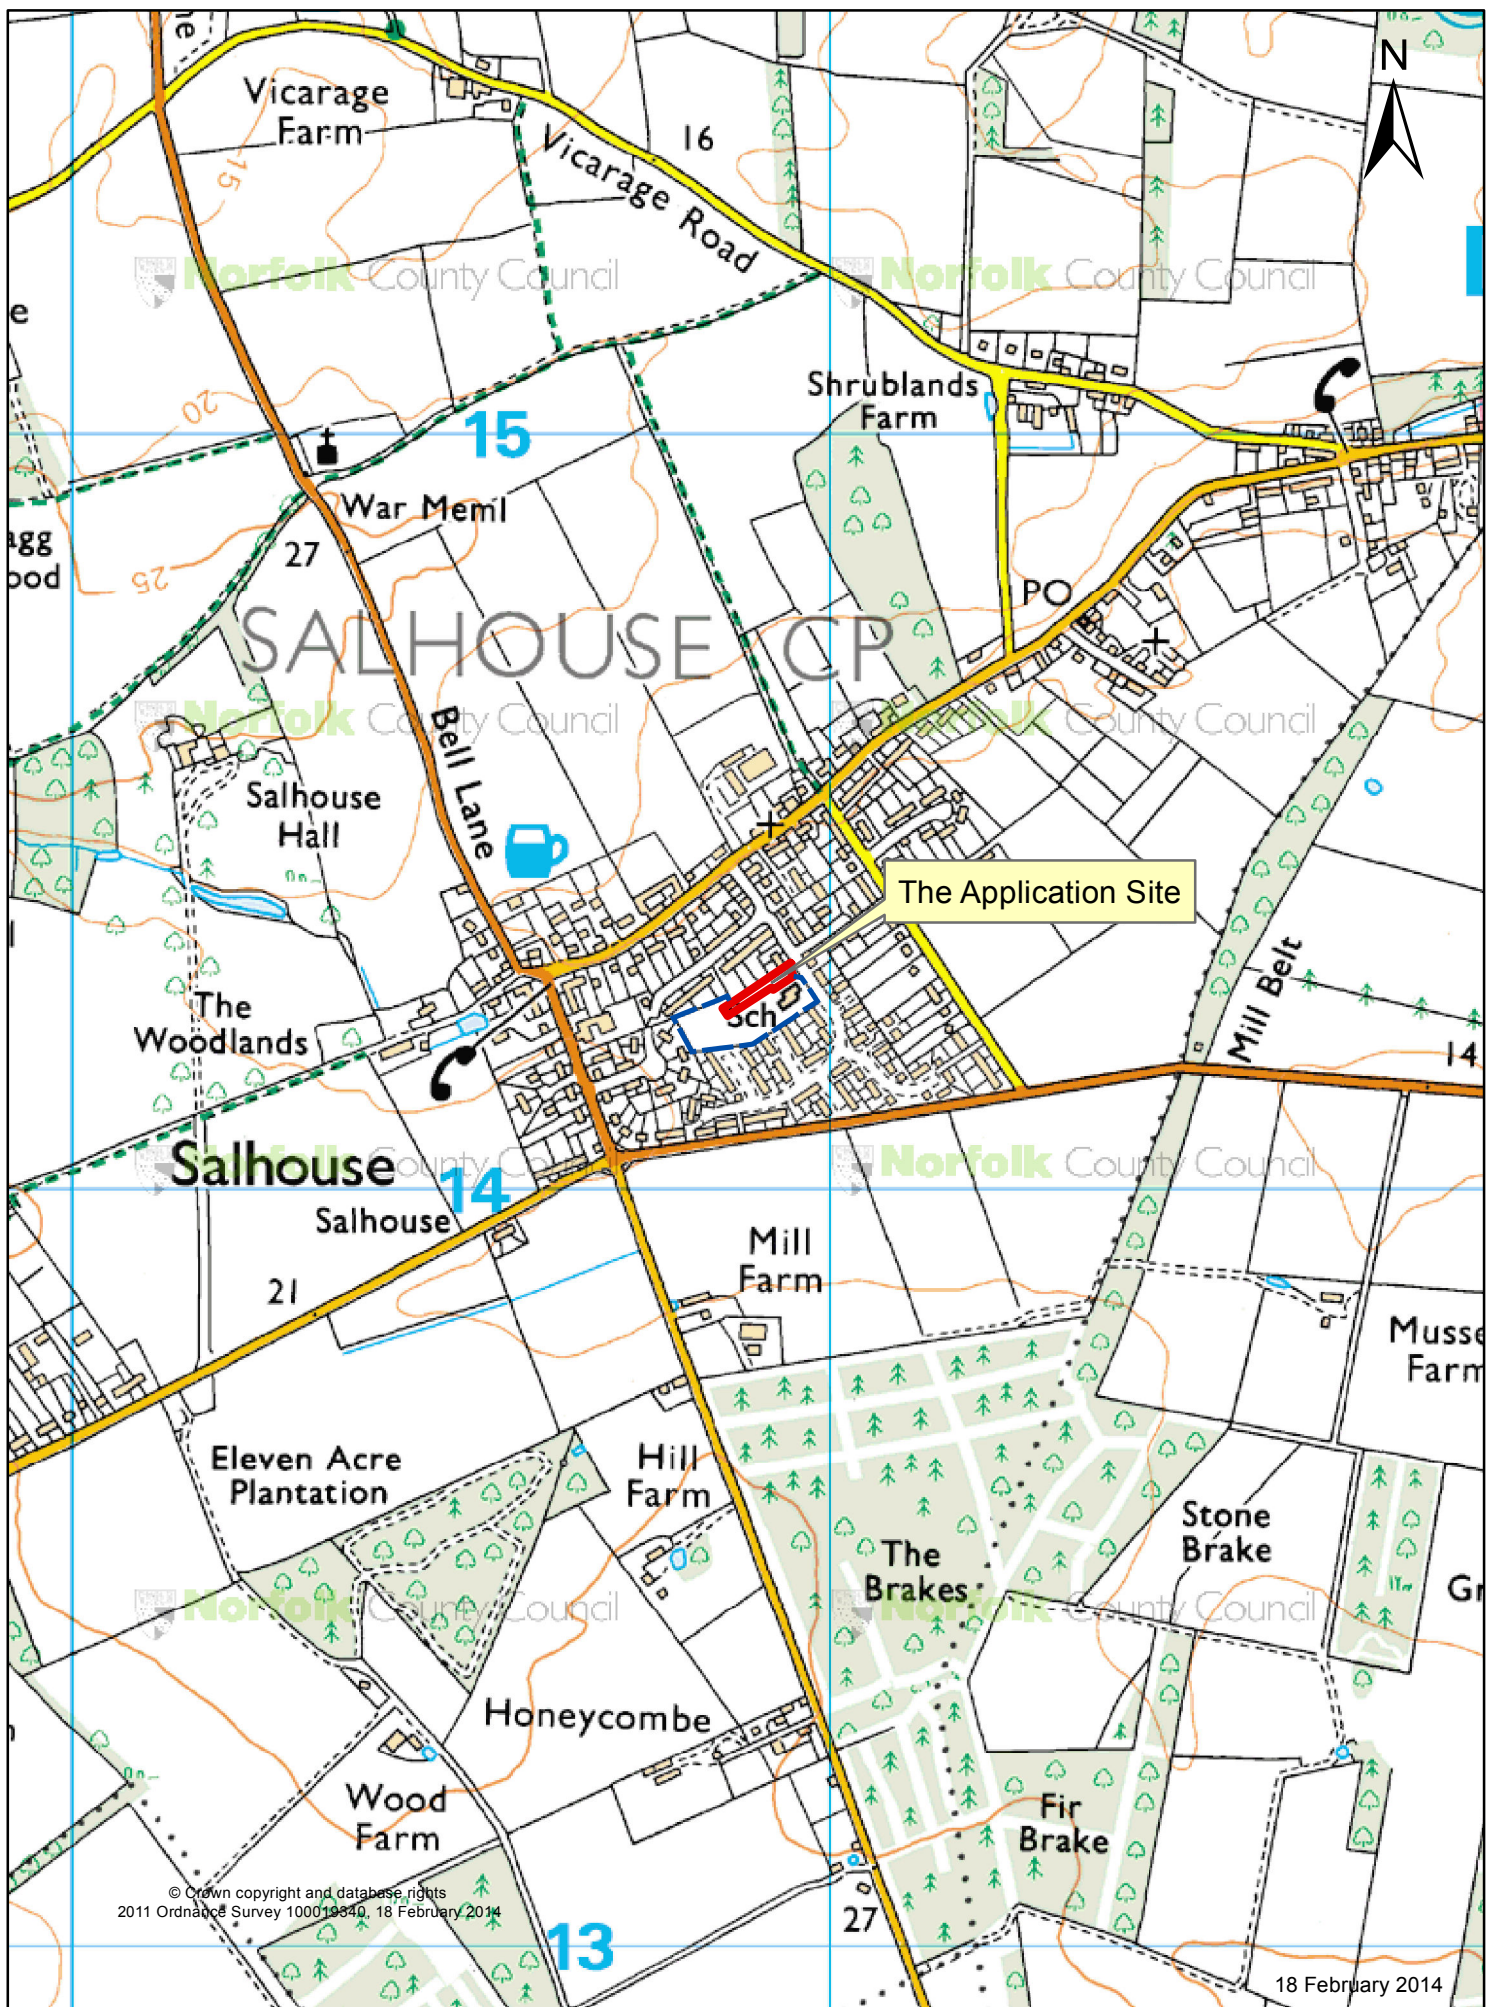 N
Vicarage
Farm
15
16
Vicarage Road
Norfolk County Council
Norfolk County Council
e
Shrublands
Farm
20
15
War Meml
27
25
agg
ood
PO
SALHOUSE CP
Norfolk County Council
Norfolk County Council
Bell Lane
Salhouse
Hall
The Application Site
Mill Belt
The
Woodlands
Sch
14
Salhouse
Norfolk County Council
Norfolk County Council
14
Salhouse
Mill
Farm
21
Musse
Farm
Eleven Acre
Plantation
Hill
Farm
Stone
Brake
The
Brakes
Gr
Norfolk County Council
Norfolk County Council
Honeycombe
Wood
Farm
Fir
Brake
© Crown copyright and database rights
2011 Ordnance Survey 100019340, 18 February 2014
27
13
18 February 2014